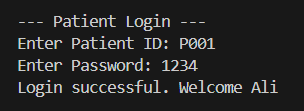 --- Patient Login ---
Enter Patient ID: P001
Enter Password: 1234
Login successful. Welcome Ali